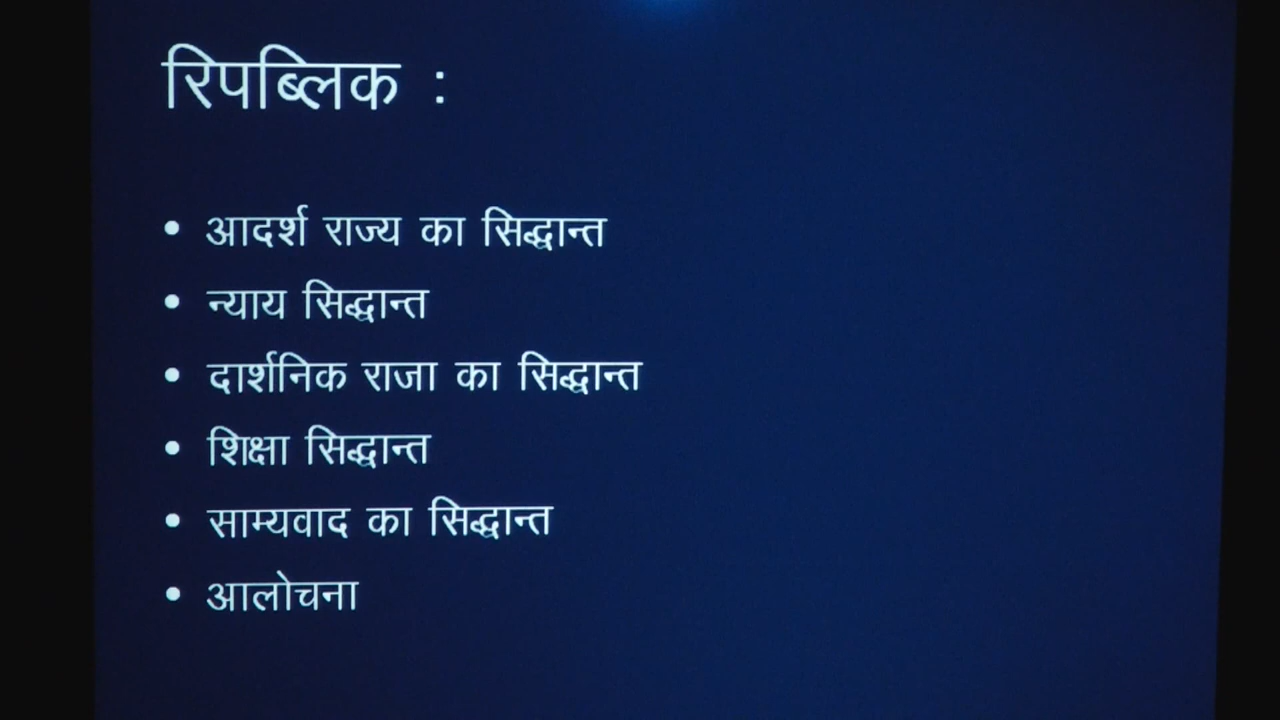 रिपब्लिक :
• आदर्श राज्य का सिद्धान्त
• न्याय सिद्धान्त
• दार्शनिक राजा का सिद्धान्त
• शिक्षा सिद्धान्त
• साम्यवाद का सिद्धान्त
• आलोचना